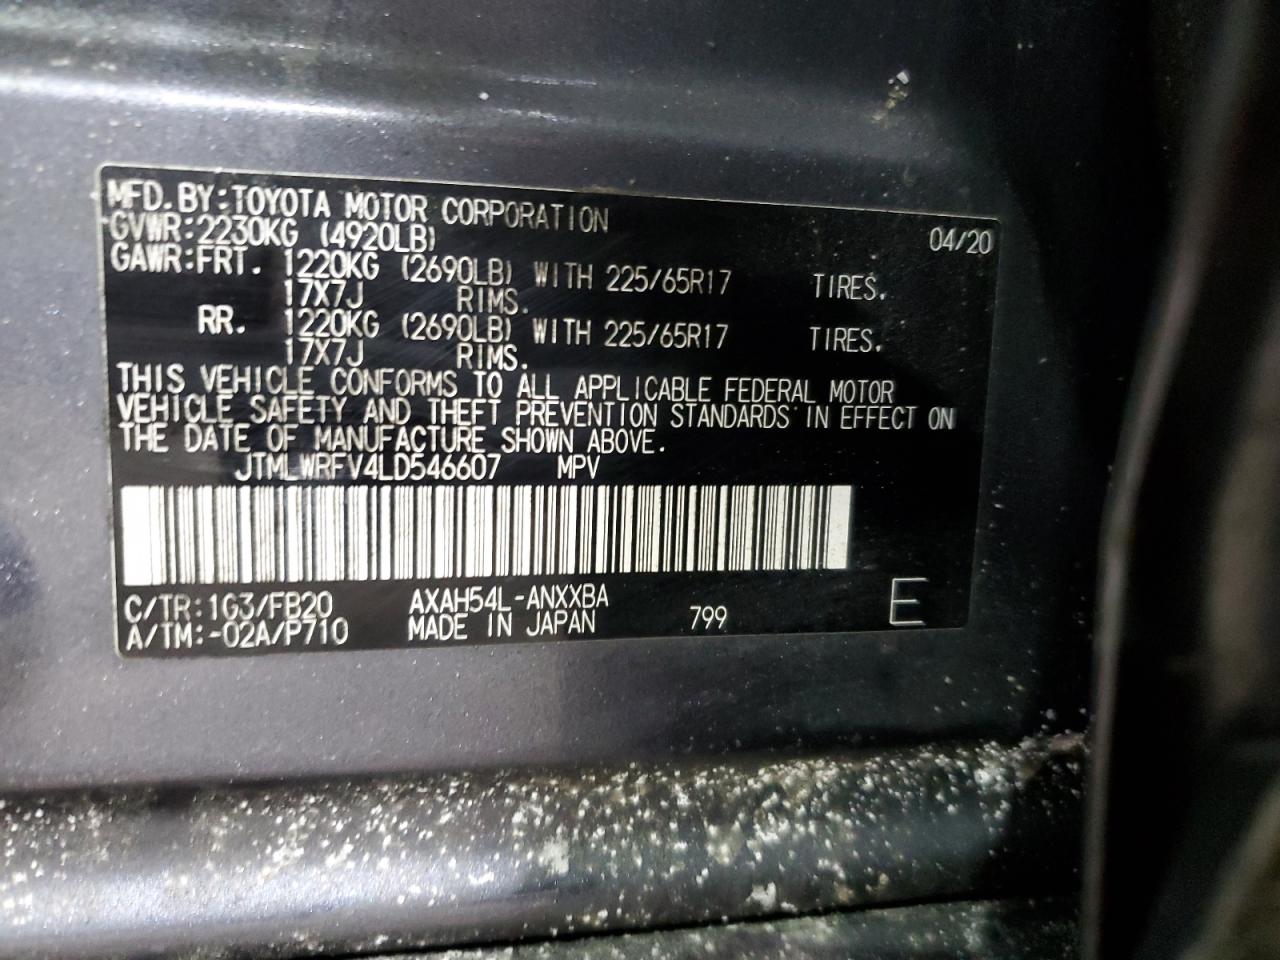 MFD. BY: TOYOTA MOTOR CORPORATION 04/20
GVWR: 2230KG (4920LB)
GAWR: FRT. 1220KG (2690LB) WITH 225/65R17 TIRES.
17X7J RIMS.
RR. 1220KG (2690LB) WITH 225/65R17 TIRES.
17X7J RIMS.
THIS VEHICLE CONFORMS TO ALL APPLICABLE FEDERAL MOTOR
VEHICLE SAFETY AND THEFT PREVENTION STANDARDS IN EFFECT ON
THE DATE OF MANUFACTURE SHOWN ABOVE.
JTMLWRFV4LD546607 MPV
C/TR: 1G3/FB20 AXAH54L-ANXXBA 799 E
A/TM: -02A/P710 MADE IN JAPAN